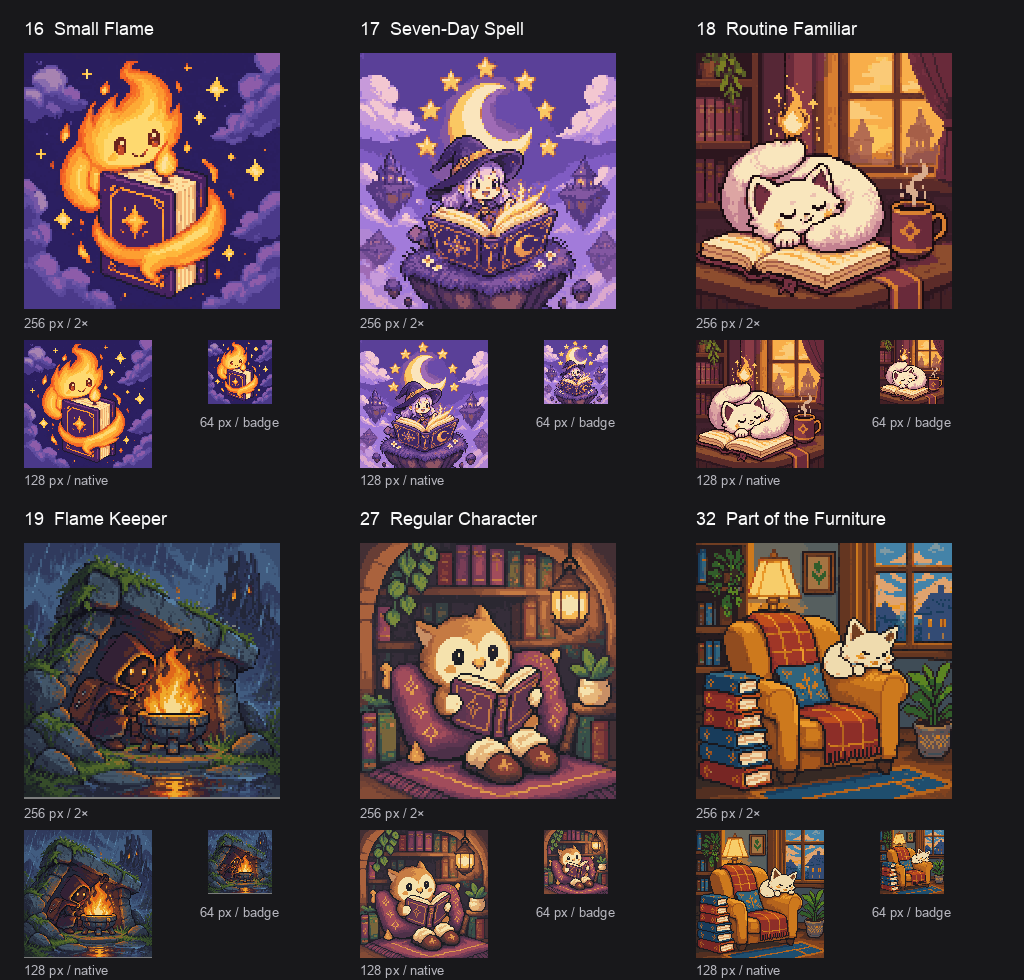 16 Small Flame
17 Seven-Day Spell
18 Routine Familiar
256 px / 2×
256 px / 2×
256 px / 2×
64 px / badge
64 px / badge
64 px / badge
128 px / native
128 px / native
128 px / native
19 Flame Keeper
27 Regular Character
32 Part of the Furniture
256 px / 2×
256 px / 2×
256 px / 2×
64 px / badge
64 px / badge
64 px / badge
128 px / native
128 px / native
128 px / native